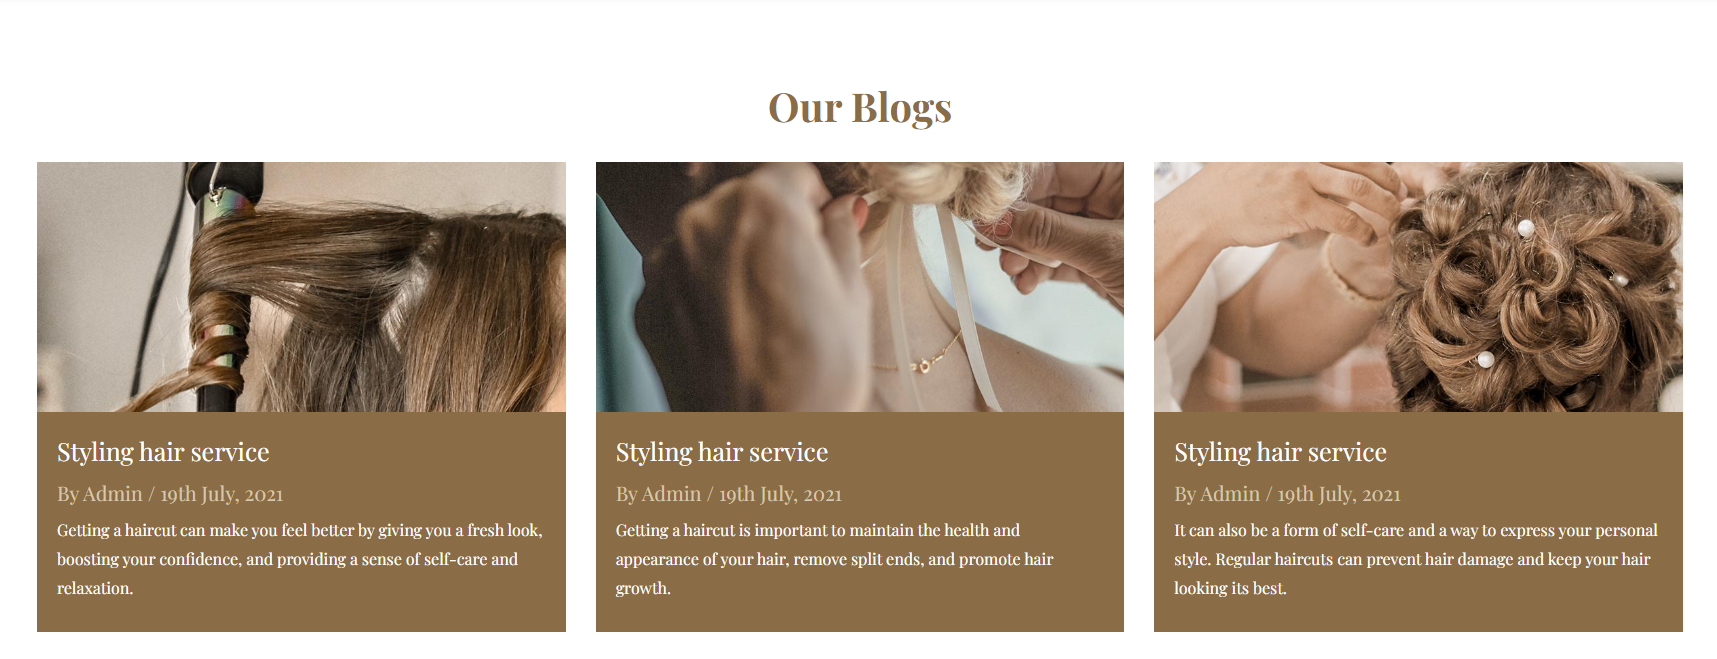 Our Blogs
Styling hair service
By Admin / 19th July, 2021
Getting a haircut can make you feel better by giving you a fresh look,
boosting your confidence, and providing a sense of self-care and
relaxation.
Styling hair service
By Admin / 19th July, 2021
Getting a haircut is important to maintain the health and
appearance of your hair, remove split ends, and promote hair
growth.
Styling hair service
By Admin / 19th July, 2021
It can also be a form of self-care and a way to express your personal
style. Regular haircuts can prevent hair damage and keep your hair
looking its best.